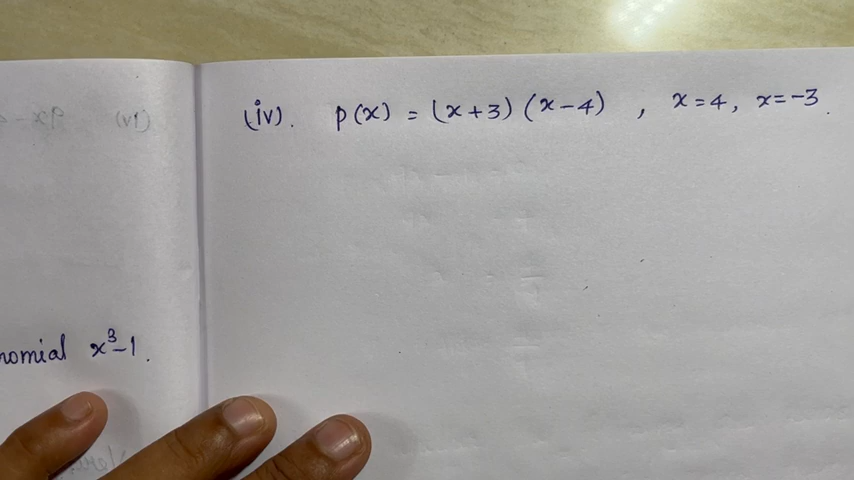 (iv). p(x) = (x+3) (x-4) , x=4, x=-3.
nomial x³-1.